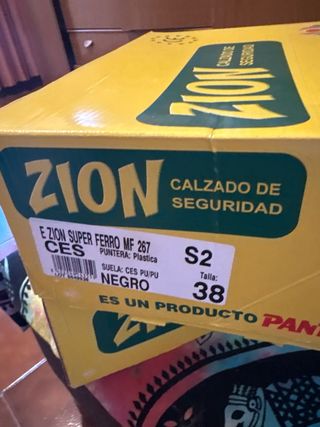 CALZADO DE
SEGURIDAD
ZION
ZION
CALZADO DE
SEGURIDAD
E ZION SUPER FERRO MF 267
CES
PUNTERA: Plastica
S2
SUELA: CES PU/PU
Talla:
NEGRO
38
ES UN PRODUCTO